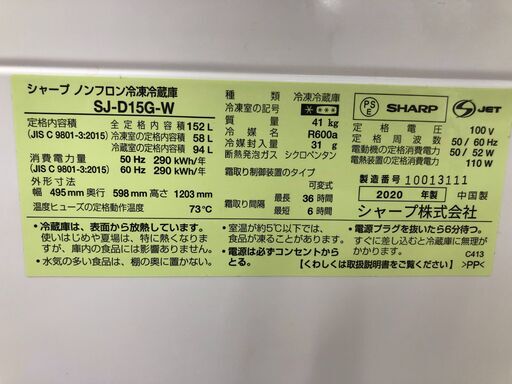 シャープ ノンフロン冷凍冷蔵庫
SJ-D15G-W
定格内容積 全定格内容積 152 L
(JIS C 9801-3:2015) 冷凍室の定格内容積 58 L
冷蔵室の定格内容積 94 L
消費電力量 50 Hz 290 kWh/年
(JIS C 9801-3:2015) 60 Hz 290 kWh/年
外形寸法
幅 495 mm 奥行 598 mm 高さ 1203 mm
温度ヒューズの定格動作温度 73℃
種類 冷凍冷蔵庫
冷凍室の記号 ****
質量 41 kg
冷媒名 R600a
冷媒封入量 31 g
断熱発泡ガス シクロペンタン
霜取り制御装置のタイプ
可変式
霜取り間隔 最長 36 時間
最短 6 時間
PSE SHARP S JET
定格電圧 100 V
定格周波数 50 / 60 Hz
電動機の定格消費電力 50 / 52 W
電熱装置の定格消費電力 110 W
製造番号 10013111
2020 年製 中国製
シャープ株式会社
・冷蔵庫は、表面から放熱しています。
使いはじめや夏場は、特に熱くなりま
すが、庫内の食品には影響ありません。
・水気の多い食品は、棚の奥に置かない。
・室温が約5℃以下では、
食品が凍ることがあります。
・電源は必ずコンセントから
とる。
・電源プラグを抜いたら6分待つ。
すぐに差し込むと冷蔵庫に無理が
かかります。
C413
【くわしくは取扱説明書をご覧ください】 >PP<